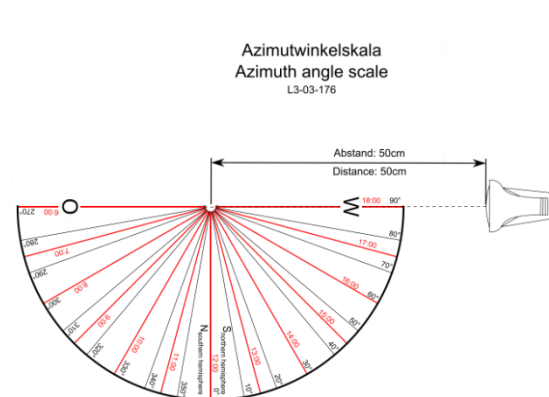 Azimutwinkelskala
Azimuth angle scale
L3-03-176
Abstand: 50cm
Distance: 50cm
O
W
18:00
90°
270°
6:00
80°
280°
17:00
7:00
70°
290°
16:00
8:00
60°
300°
50°
310°
15:00
9:00
40°
320°
14:00
10:00
30°
330°
13:00
11:00
20°
340°
10°
350°
12:00
0°
N
southern hemisphere
S
northern hemisphere